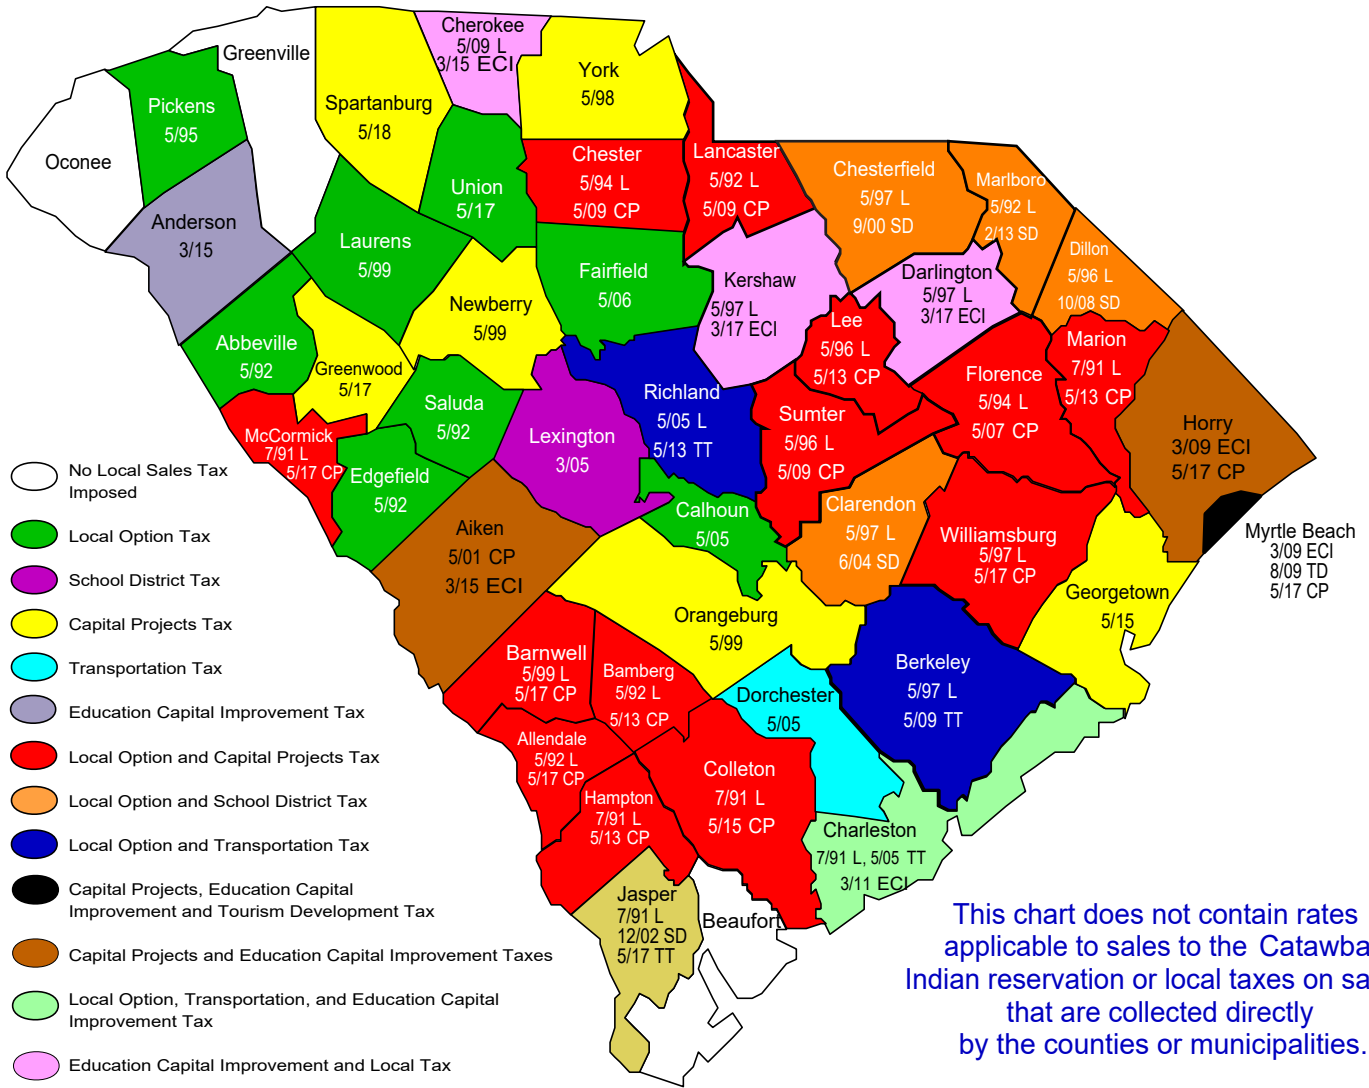 Cherokee
5/09 L
3/15 ECI
Greenville
York
5/98
Spartanburg
5/18
Pickens
5/95
Oconee
Chester
5/94 L
5/09 CP
Lancaster
5/92 L
5/09 CP
Chesterfield
5/97 L
9/00 SD
Marlboro
5/92 L
2/13 SD
Union
5/17
Anderson
3/15
Laurens
5/99
Dillon
5/96 L
10/08 SD
Fairfield
5/06
Kershaw
5/97 L
3/17 ECI
Darlington
5/97 L
3/17 ECI
Newberry
5/99
Lee
5/96 L
5/13 CP
Marion
7/91 L
5/13 CP
Abbeville
5/92
Greenwood
5/17
Florence
5/94 L
5/07 CP
Richland
5/05 L
5/13 TT
Saluda
5/92
Sumter
5/96 L
5/09 CP
Horry
3/09 ECI
5/17 CP
McCormick
7/91 L
5/17 CP
Lexington
3/05
Edgefield
5/92
Clarendon
5/97 L
6/04 SD
Calhoun
5/05
Aiken
5/01 CP
3/15 ECI
Williamsburg
5/97 L
5/17 CP
Myrtle Beach
3/09 ECI
8/09 TD
5/17 CP
Georgetown
5/15
Orangeburg
5/99
Barnwell
5/99 L
5/17 CP
Bamberg
5/92 L
5/13 CP
Berkeley
5/97 L
5/09 TT
Dorchester
5/05
Allendale
5/92 L
5/17 CP
Colleton
7/91 L
5/15 CP
Hampton
7/91 L
5/13 CP
Charleston
7/91 L, 5/05 TT
3/11 ECI
Jasper
7/91 L
12/02 SD
5/17 TT
Beaufort
No Local Sales Tax
Imposed
Local Option Tax
School District Tax
Capital Projects Tax
Transportation Tax
Education Capital Improvement Tax
Local Option and Capital Projects Tax
Local Option and School District Tax
Local Option and Transportation Tax
Capital Projects, Education Capital
Improvement and Tourism Development Tax
Capital Projects and Education Capital Improvement Taxes
Local Option, Transportation, and Education Capital
Improvement Tax
Education Capital Improvement and Local Tax
This chart does not contain rates
applicable to sales to the Catawba
Indian reservation or local taxes on sa
that are collected directly
by the counties or municipalities.